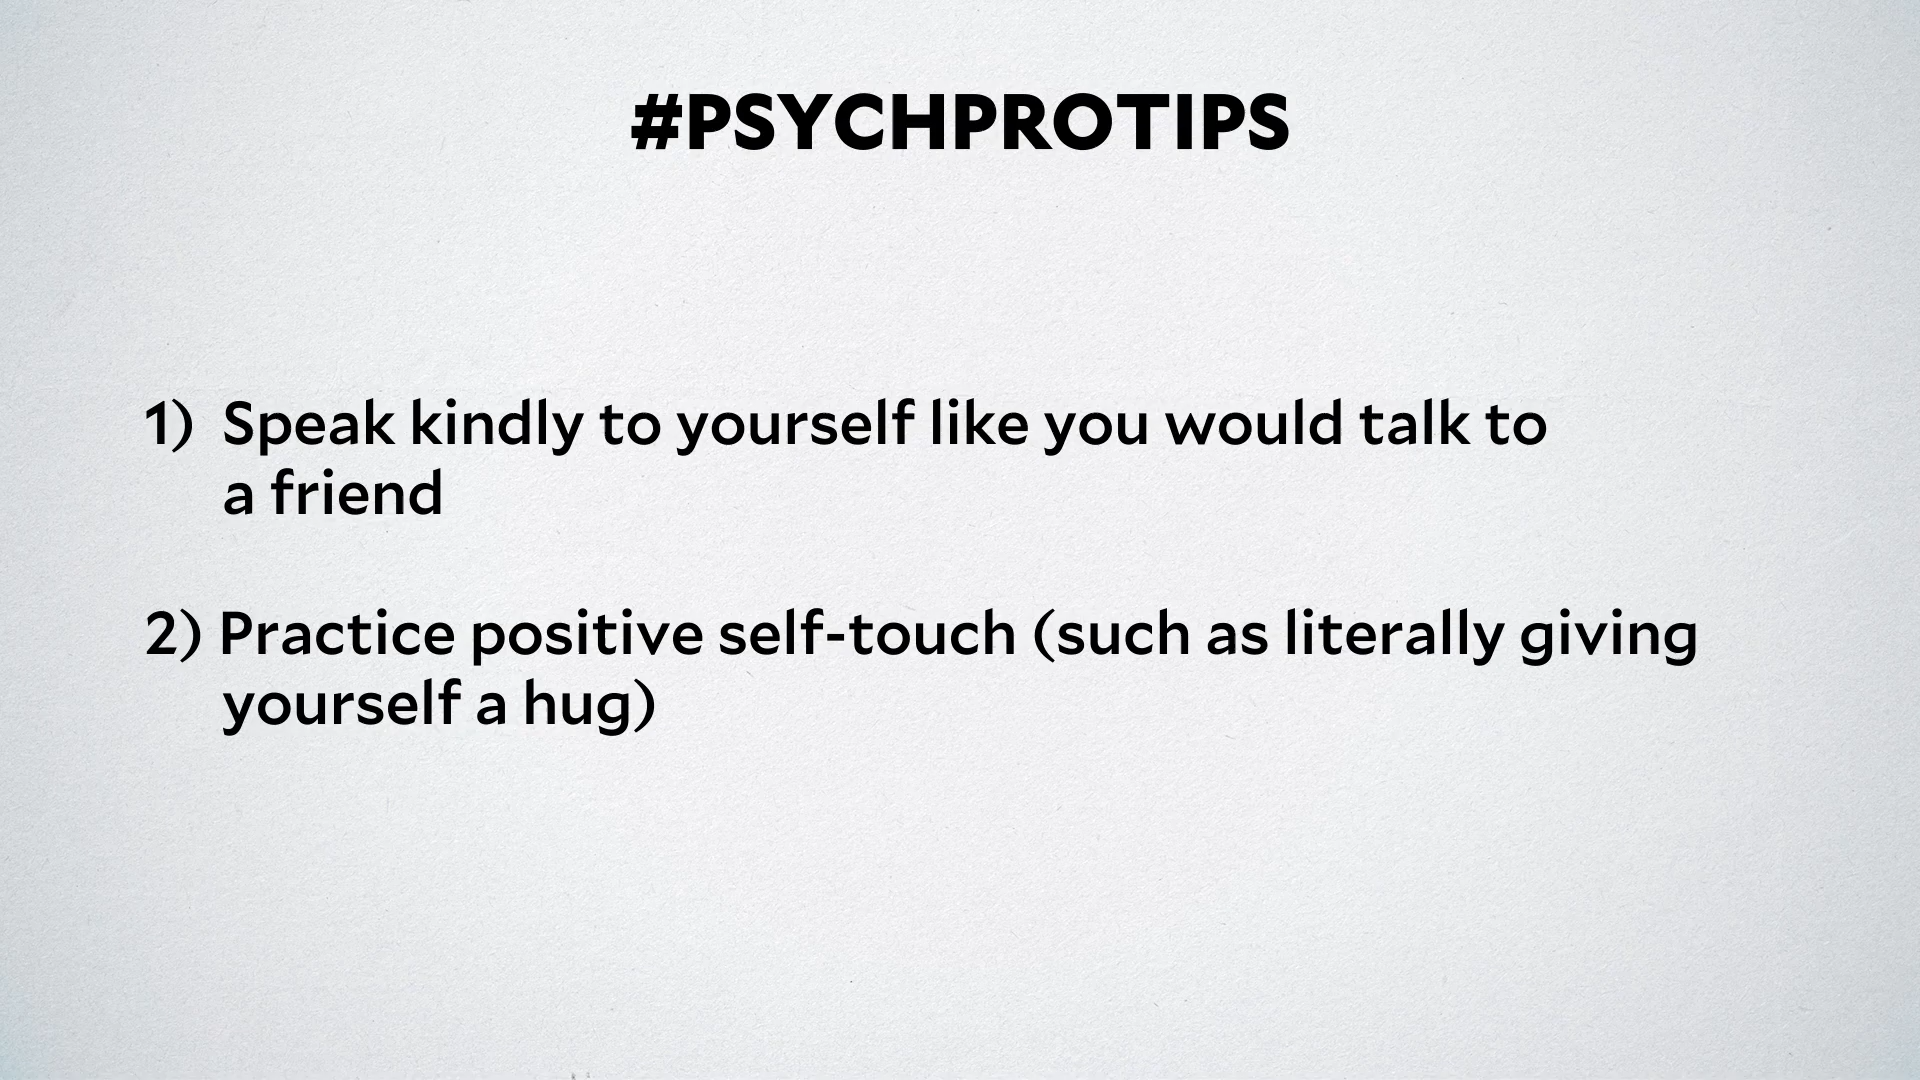 #PSYCHPROTIPS
1) Speak kindly to yourself like you would talk to
a friend
2) Practice positive self-touch (such as literally giving
yourself a hug)